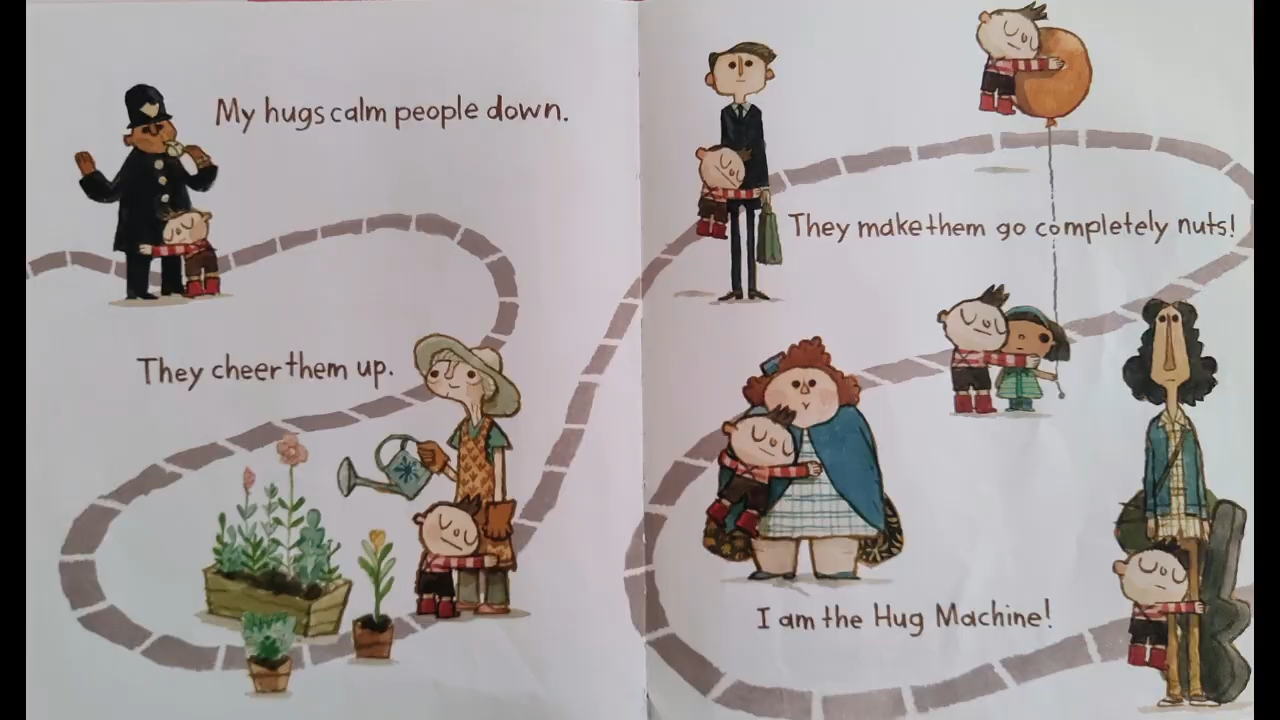 My hugs calm people down.
They cheer them up.
They make them go completely nuts!
I am the Hug Machine!